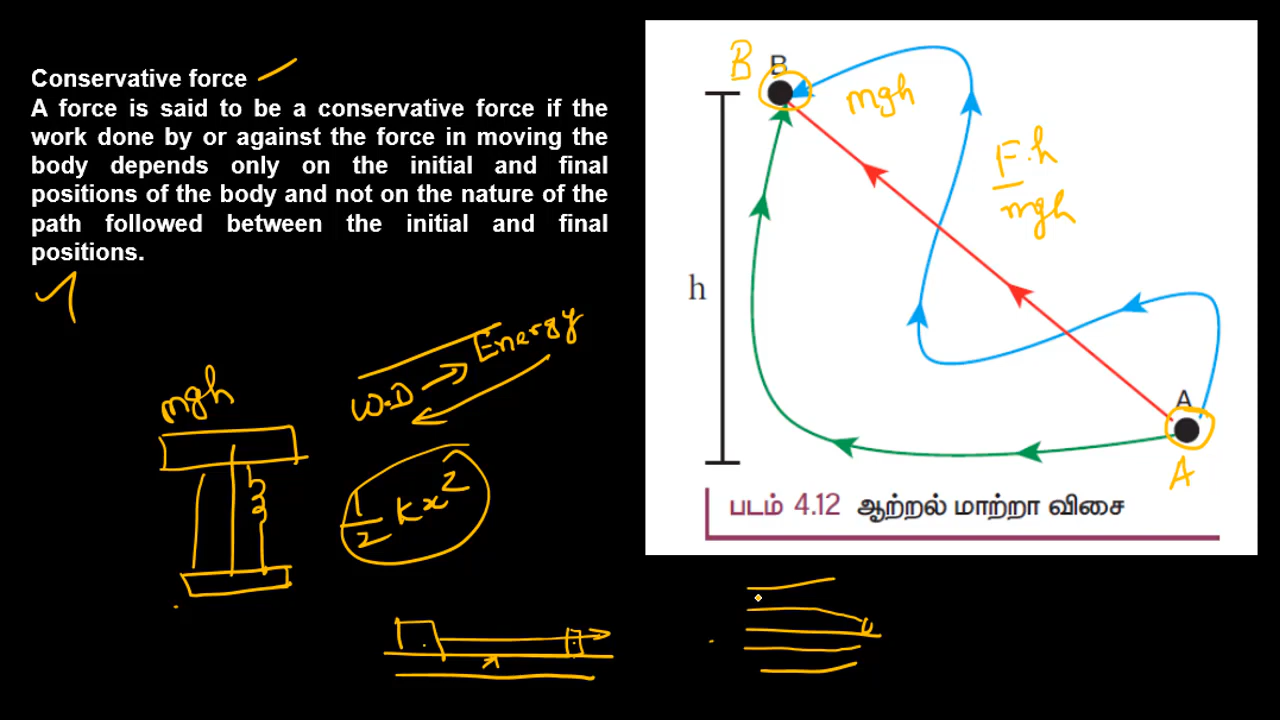 Conservative force
A force is said to be a conservative force if the
work done by or against the force in moving the
body depends only on the initial and final
positions of the body and not on the nature of the
path followed between the initial and final
positions.
mgh
W.D → Energy
1/2 kx²
B
B
mgh
F.h
mgh
h
A
A
படம் 4.12 ஆற்றல் மாற்றா விசை